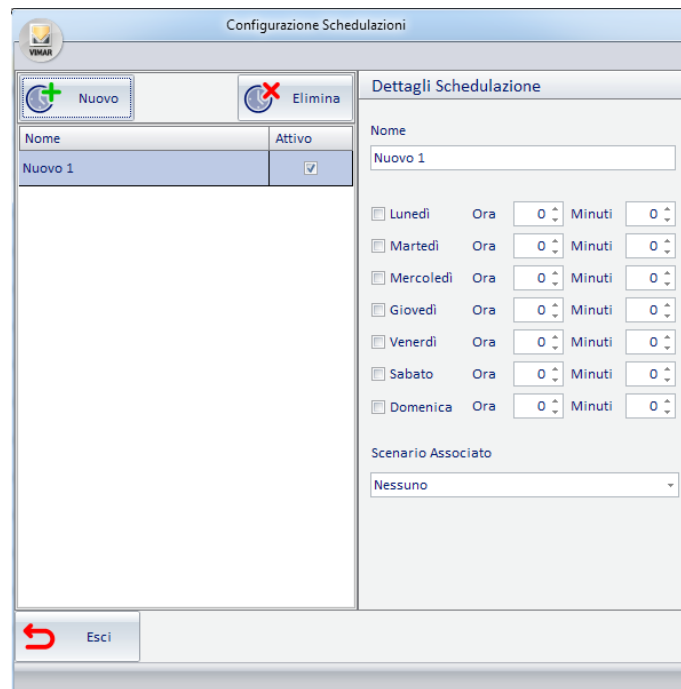 Configurazione Schedulazioni
VIMAR
Nuovo
Elimina
Nome Attivo
Nuovo 1
Dettagli Schedulazione
Nome
Nuovo 1
Lunedì Ora 0 Minuti 0
Martedì Ora 0 Minuti 0
Mercoledì Ora 0 Minuti 0
Giovedì Ora 0 Minuti 0
Venerdì Ora 0 Minuti 0
Sabato Ora 0 Minuti 0
Domenica Ora 0 Minuti 0
Scenario Associato
Nessuno
Esci